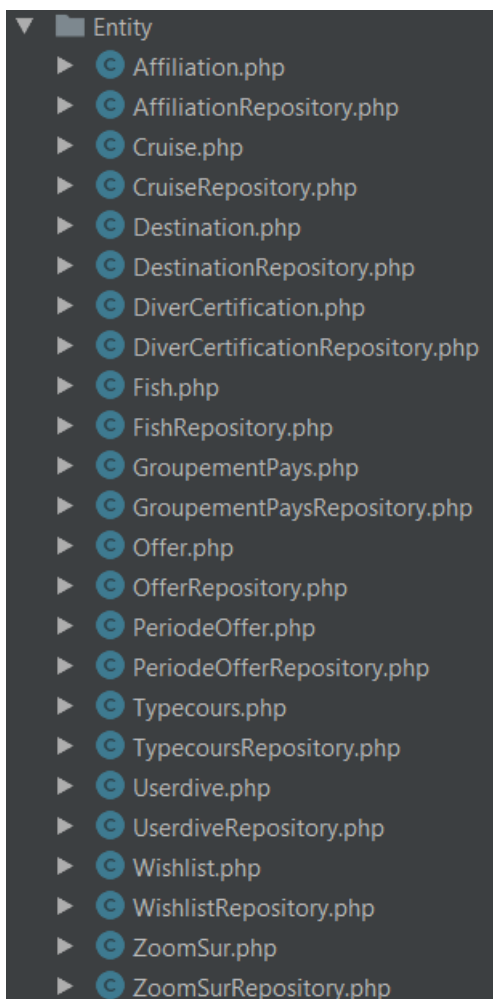 Entity
C Affiliation.php
C AffiliationRepository.php
C Cruise.php
C CruiseRepository.php
C Destination.php
C DestinationRepository.php
C DiverCertification.php
C DiverCertificationRepository.php
C Fish.php
C FishRepository.php
C GroupementPays.php
C GroupementPaysRepository.php
C Offer.php
C OfferRepository.php
C PeriodeOffer.php
C PeriodeOfferRepository.php
C Typecours.php
C TypecoursRepository.php
C Userdive.php
C UserdiveRepository.php
C Wishlist.php
C WishlistRepository.php
C ZoomSur.php
C ZoomSurRepository.php